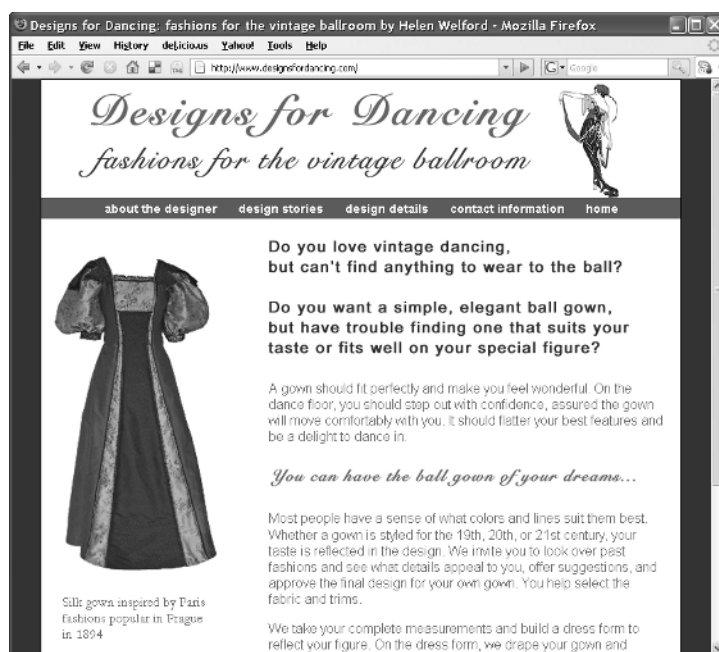 Designs for Dancing: fashions for the vintage ballroom by Helen Welford - Mozilla Firefox
File Edit View History del.icio.us Yahoo! Tools Help
http://www.designsfordancing.com/
G Google
Designs for Dancing
fashions for the vintage ballroom
about the designer design stories design details contact information home
Do you love vintage dancing,
but can't find anything to wear to the ball?
Do you want a simple, elegant ball gown,
but have trouble finding one that suits your
taste or fits well on your special figure?
A gown should fit perfectly and make you feel wonderful. On the
dance floor, you should step out with confidence, assured the gown
will move comfortably with you. It should flatter your best features and
be a delight to dance in.
You can have the ball gown of your dreams...
Most people have a sense of what colors and lines suit them best.
Whether a gown is styled for the 19th, 20th, or 21st century, your
taste is reflected in the design. We invite you to look over past
fashions and see what details appeal to you, offer suggestions, and
approve the final design for your own gown. You help select the
fabric and trims.
We take your complete measurements and build a dress form to
reflect your figure. On the dress form, we drape your gown and
Silk gown inspired by Paris
fashions popular in Prague
in 1894